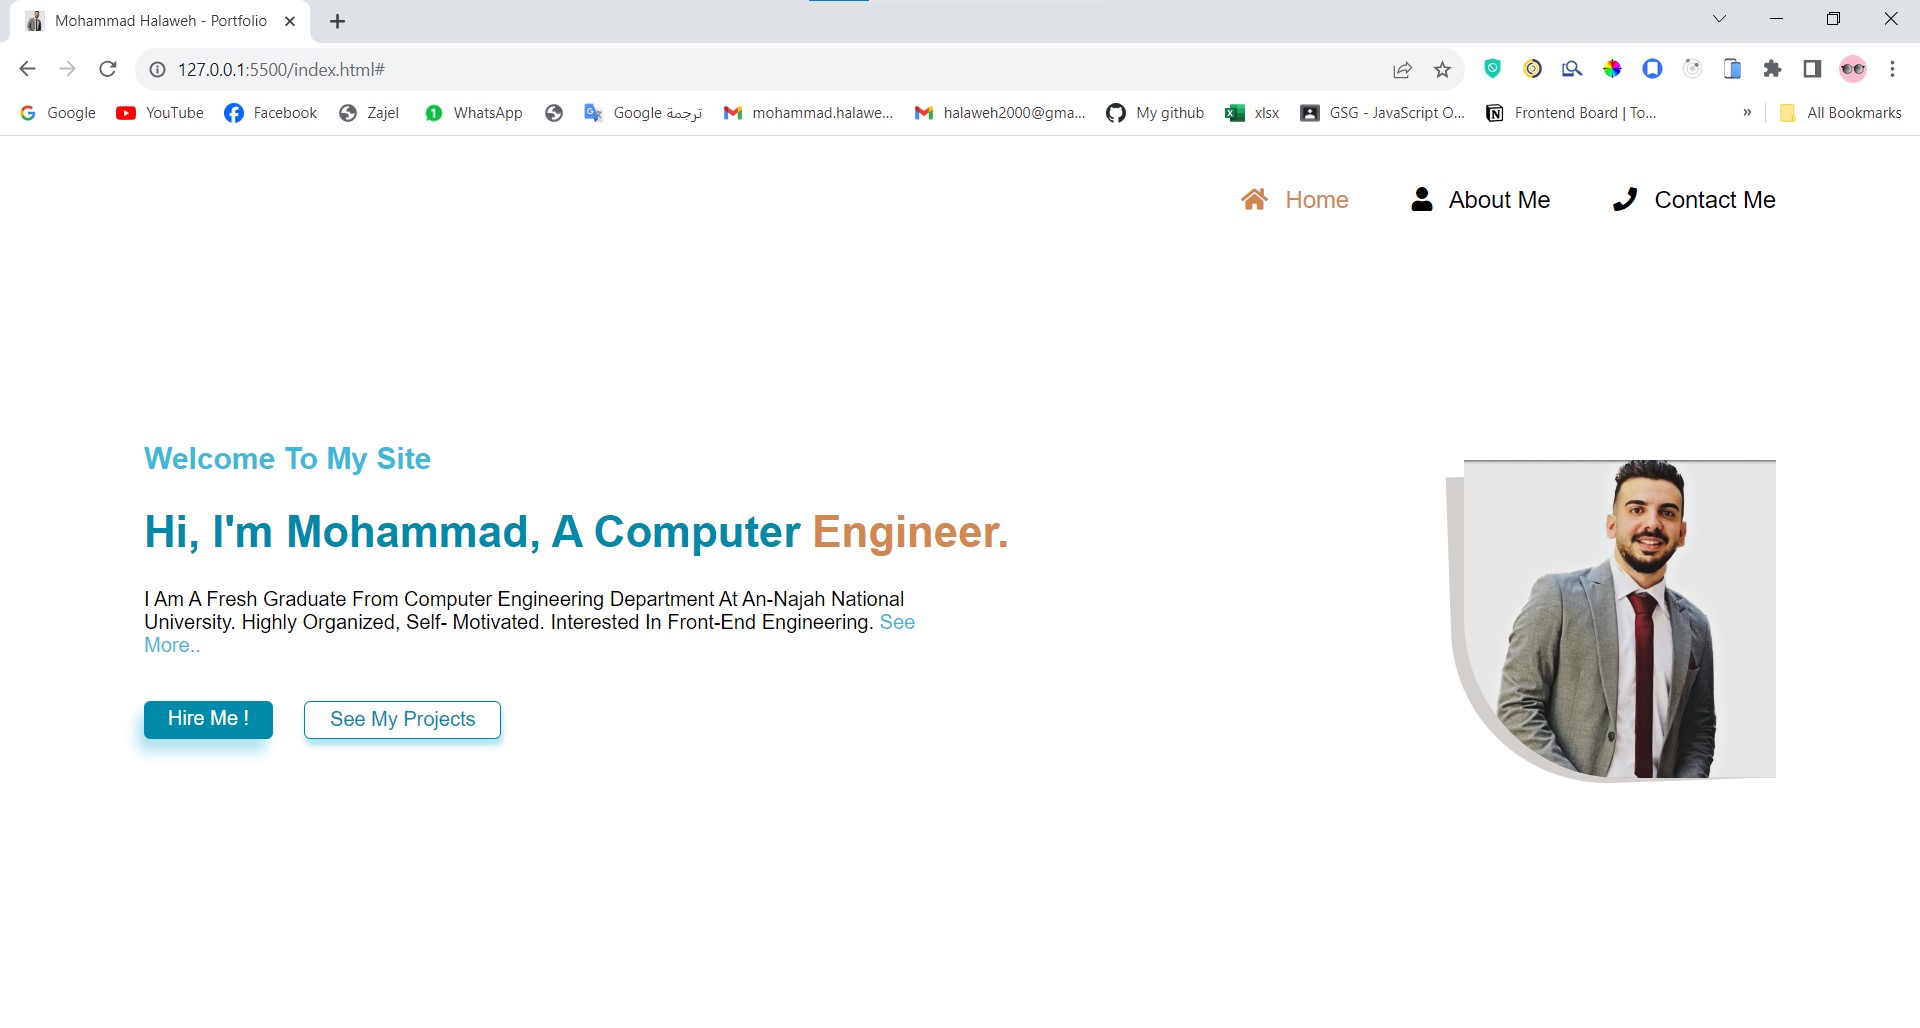 Mohammad Halaweh - Portfolio
127.0.0.1:5500/index.html#
Google YouTube Facebook Zajel WhatsApp Google ترجمة mohammad.halawe... halaweh2000@gma... My github xlsx GSG - JavaScript O... Frontend Board | To... » All Bookmarks
Home About Me Contact Me
Welcome To My Site
Hi, I'm Mohammad, A Computer Engineer.
I Am A Fresh Graduate From Computer Engineering Department At An-Najah National
University. Highly Organized, Self- Motivated. Interested In Front-End Engineering. See
More..
Hire Me ! See My Projects